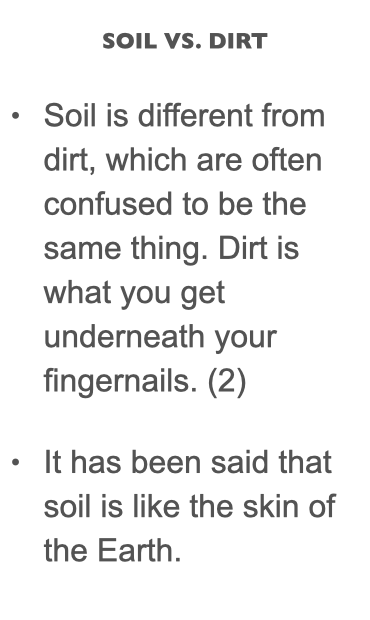 SOIL VS. DIRT
• Soil is different from
dirt, which are often
confused to be the
same thing. Dirt is
what you get
underneath your
fingernails. (2)
• It has been said that
soil is like the skin of
the Earth.